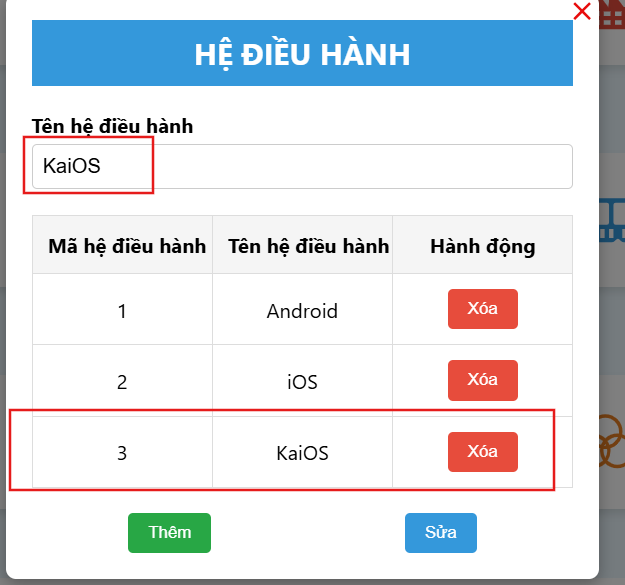 HỆ ĐIỀU HÀNH
Tên hệ điều hành
KaiOS
Mã hệ điều hành Tên hệ điều hành Hành động
1 Android Xóa
2 iOS Xóa
3 KaiOS Xóa
Thêm Sửa